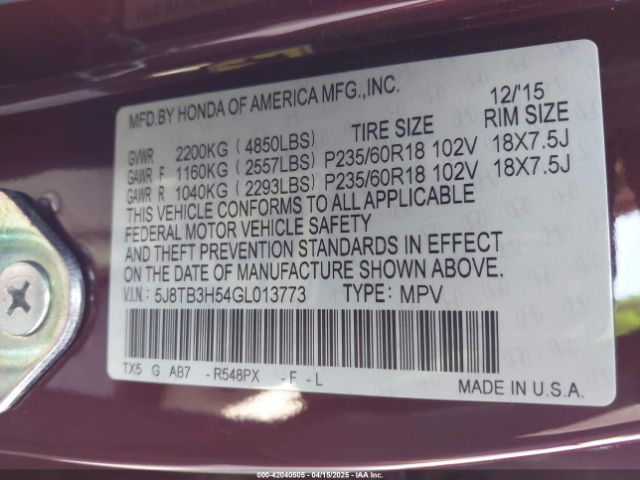 MFD.BY HONDA OF AMERICA MFG.,INC. 12/'15
GVWR 2200KG (4850LBS) TIRE SIZE RIM SIZE
GAWR F 1160KG (2557LBS) P235/60R18 102V 18X7.5J
GAWR R 1040KG (2293LBS) P235/60R18 102V 18X7.5J
THIS VEHICLE CONFORMS TO ALL APPLICABLE
FEDERAL MOTOR VEHICLE SAFETY
AND THEFT PREVENTION STANDARDS IN EFFECT
ON THE DATE OF MANUFACTURE SHOWN ABOVE.
V.I.N.: 5J8TB3H54GL013773 TYPE: MPV
TX5 G AB7 - R548PX - F - L
MADE IN U.S.A.
000-42040505 - 04/15/2025 - IAA Inc.